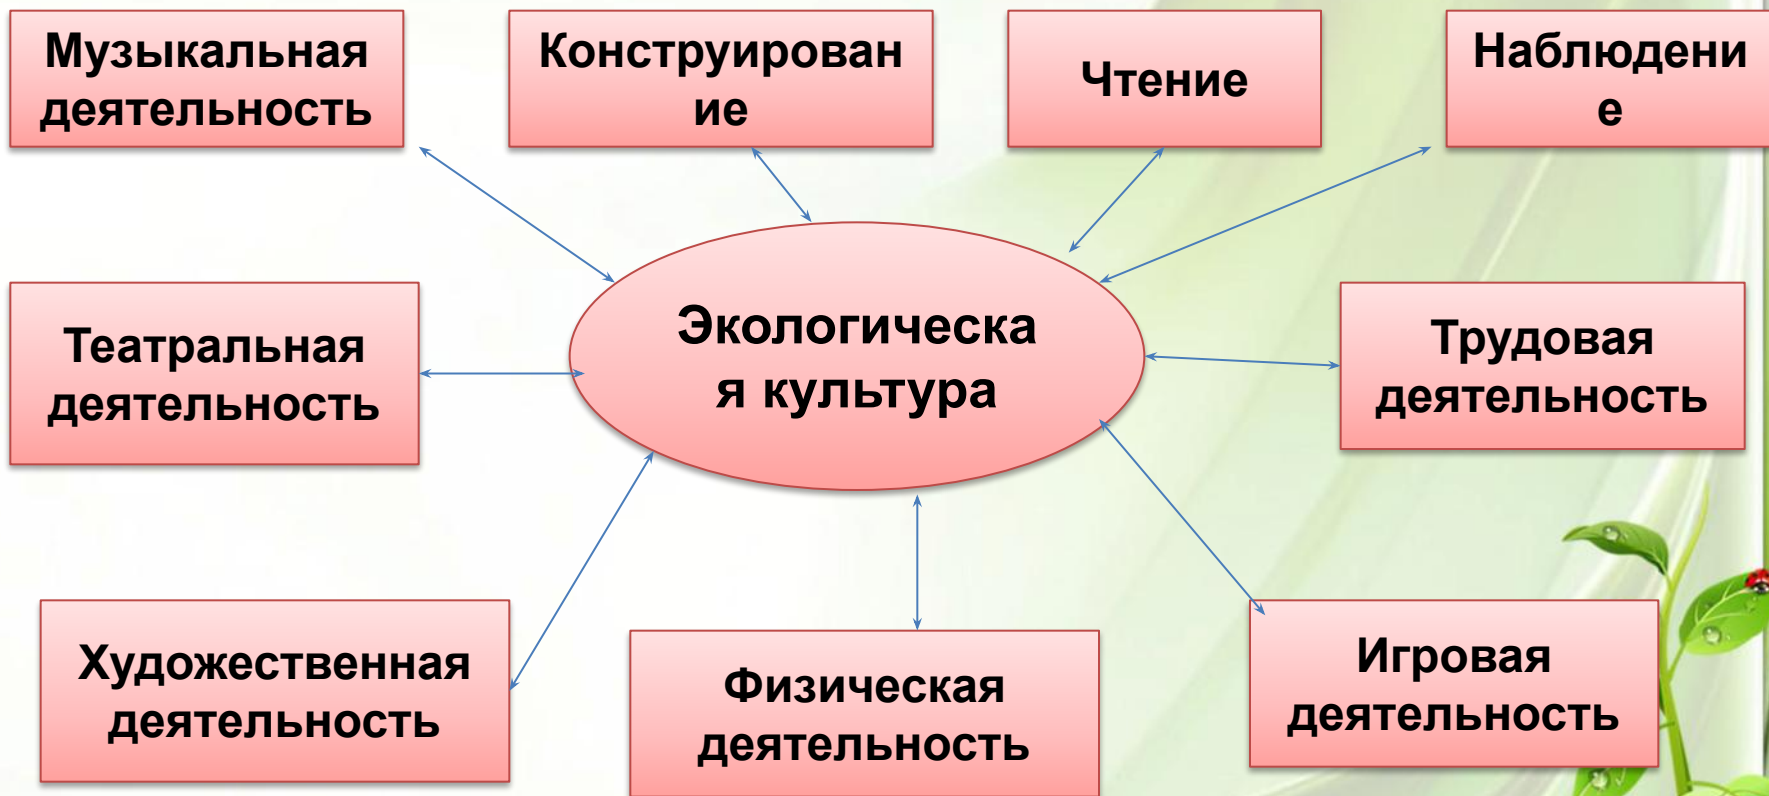 Музыкальная
деятельность
Конструирован
ие
Чтение
Наблюдени
е
Театральная
деятельность
Экологическа
я культура
Трудовая
деятельность
Художественная
деятельность
Физическая
деятельность
Игровая
деятельность